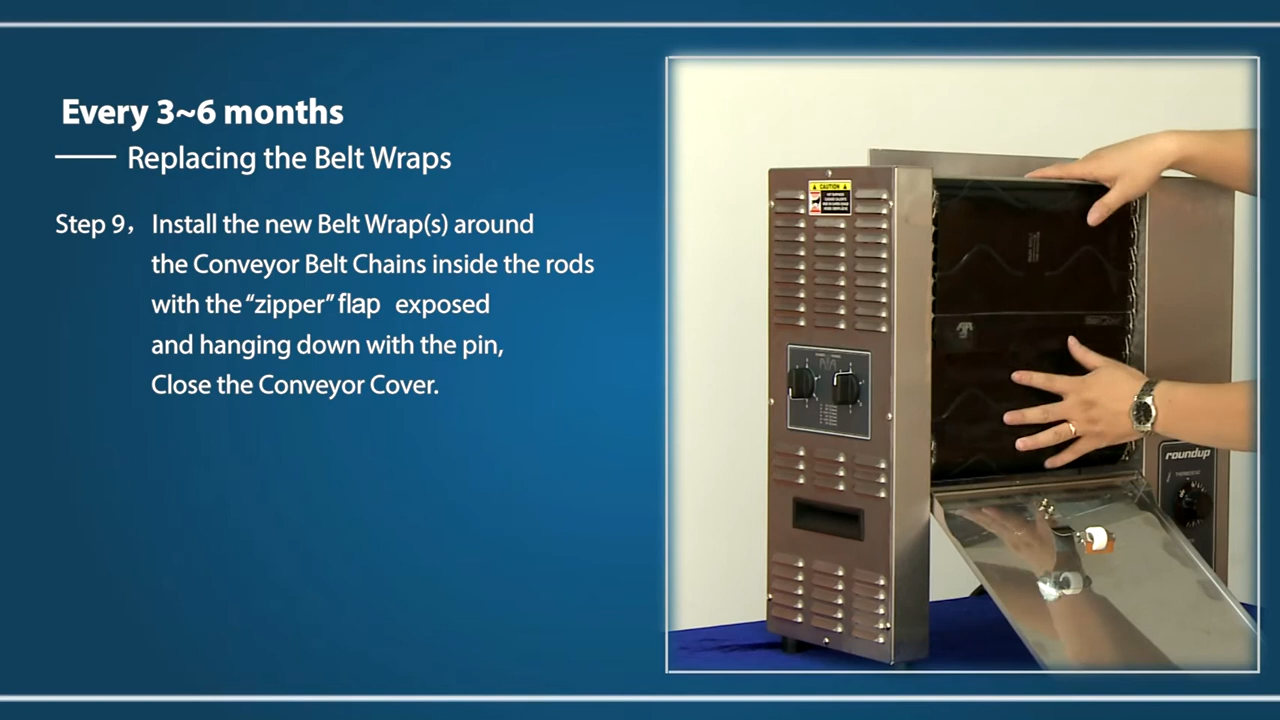 Every 3~6 months
Replacing the Belt Wraps
Step 9, Install the new Belt Wrap(s) around
the Conveyor Belt Chains inside the rods
with the “zipper” flap exposed
and hanging down with the pin,
Close the Conveyor Cover.
CAUTION
roundup
THERMOSTAT